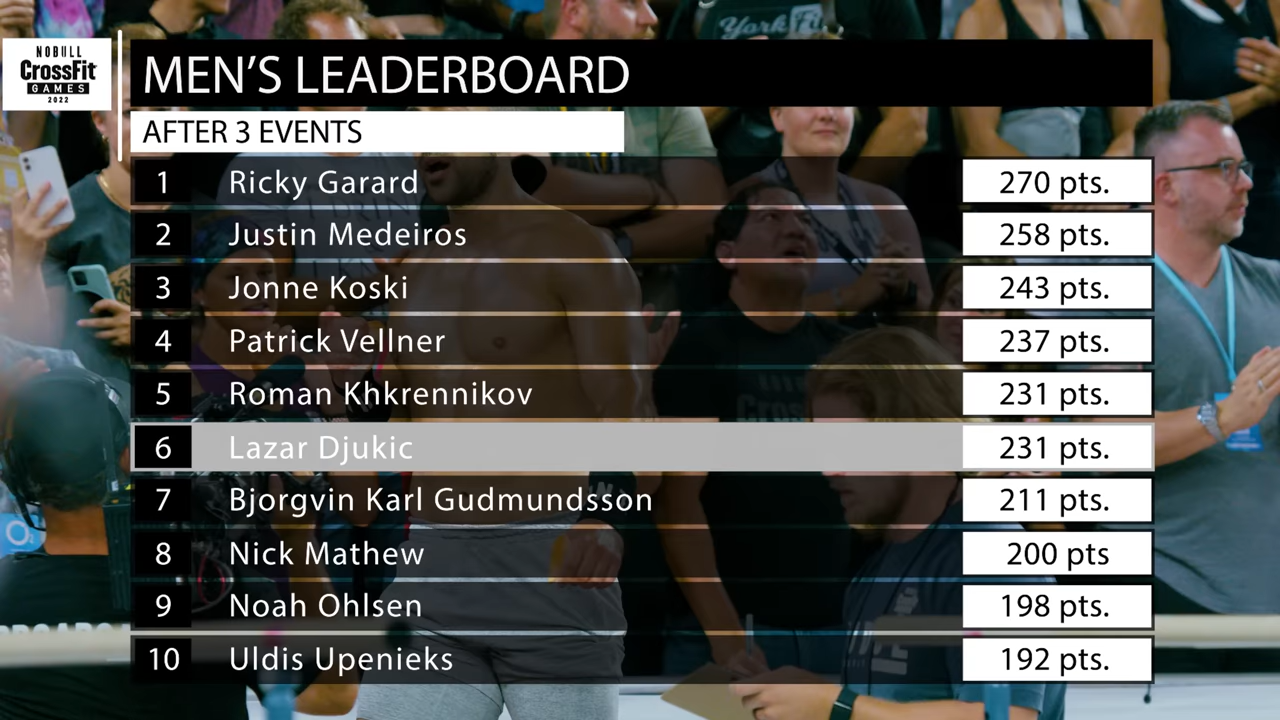 York Fit
NOBULL
CrossFit
GAMES
2022
MEN'S LEADERBOARD
AFTER 3 EVENTS
1 Ricky Garard 270 pts.
2 Justin Medeiros 258 pts.
3 Jonne Koski 243 pts.
4 Patrick Vellner 237 pts.
5 Roman Khkrennikov 231 pts.
6 Lazar Djukic 231 pts.
7 Bjorgvin Karl Gudmundsson 211 pts.
8 Nick Mathew 200 pts
9 Noah Ohlsen 198 pts.
10 Uldis Upenieks 192 pts.